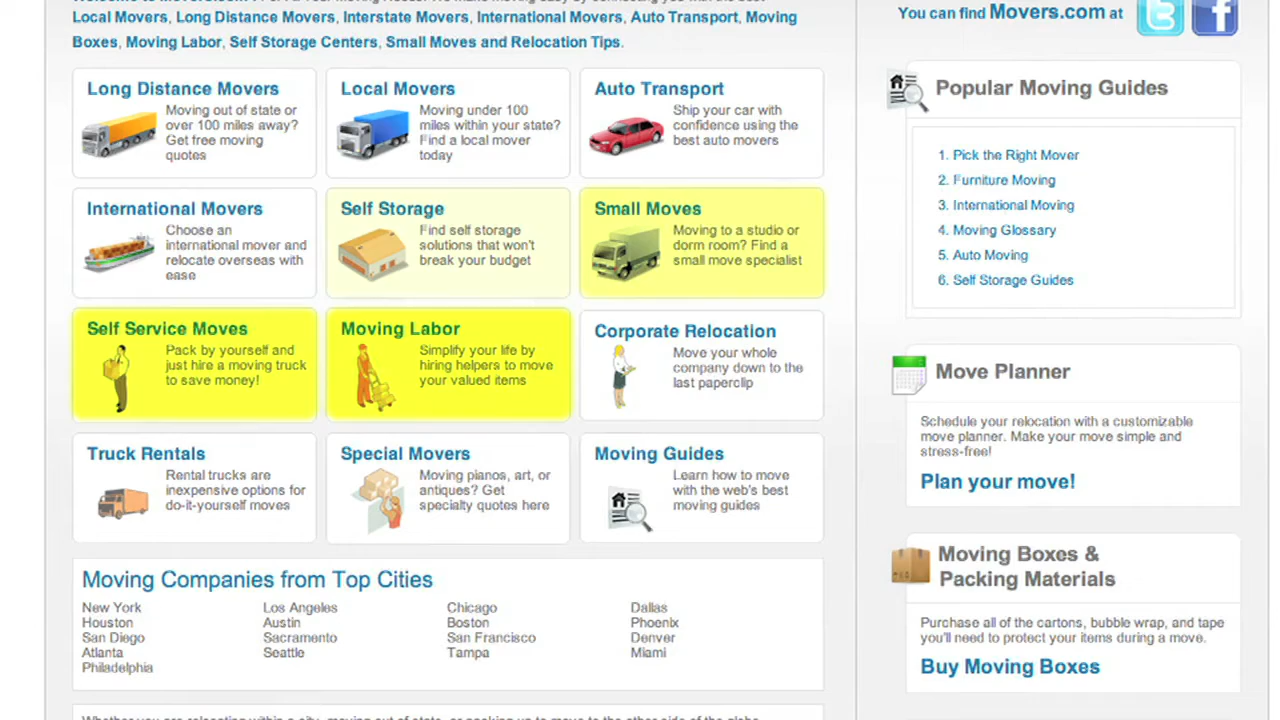 Local Movers, Long Distance Movers, Interstate Movers, International Movers, Auto Transport, Moving
Boxes, Moving Labor, Self Storage Centers, Small Moves and Relocation Tips.
Long Distance Movers
Moving out of state or
over 100 miles away?
Get free moving
quotes
Local Movers
Moving under 100
miles within your state?
Find a local mover
today
Auto Transport
Ship your car with
confidence using the
best auto movers
International Movers
Choose an
international mover and
relocate overseas with
ease
Self Storage
Find self storage
solutions that won't
break your budget
Small Moves
Moving to a studio or
dorm room? Find a
small move specialist
Self Service Moves
Pack by yourself and
just hire a moving truck
to save money!
Moving Labor
Simplify your life by
hiring helpers to move
your valued items
Corporate Relocation
Move your whole
company down to the
last paperclip
Truck Rentals
Rental trucks are
inexpensive options for
do-it-yourself moves
Special Movers
Moving pianos, art, or
antiques? Get
specialty quotes here
Moving Guides
Learn how to move
with the web's best
moving guides
Moving Companies from Top Cities
New York Los Angeles Chicago Dallas
Houston Austin Boston Phoenix
San Diego Sacramento San Francisco Denver
Atlanta Seattle Tampa Miami
Philadelphia
You can find Movers.com at
Popular Moving Guides
1. Pick the Right Mover
2. Furniture Moving
3. International Moving
4. Moving Glossary
5. Auto Moving
6. Self Storage Guides
Move Planner
Schedule your relocation with a customizable
move planner. Make your move simple and
stress-free!
Plan your move!
Moving Boxes &
Packing Materials
Purchase all of the cartons, bubble wrap, and tape
you'll need to protect your items during a move.
Buy Moving Boxes